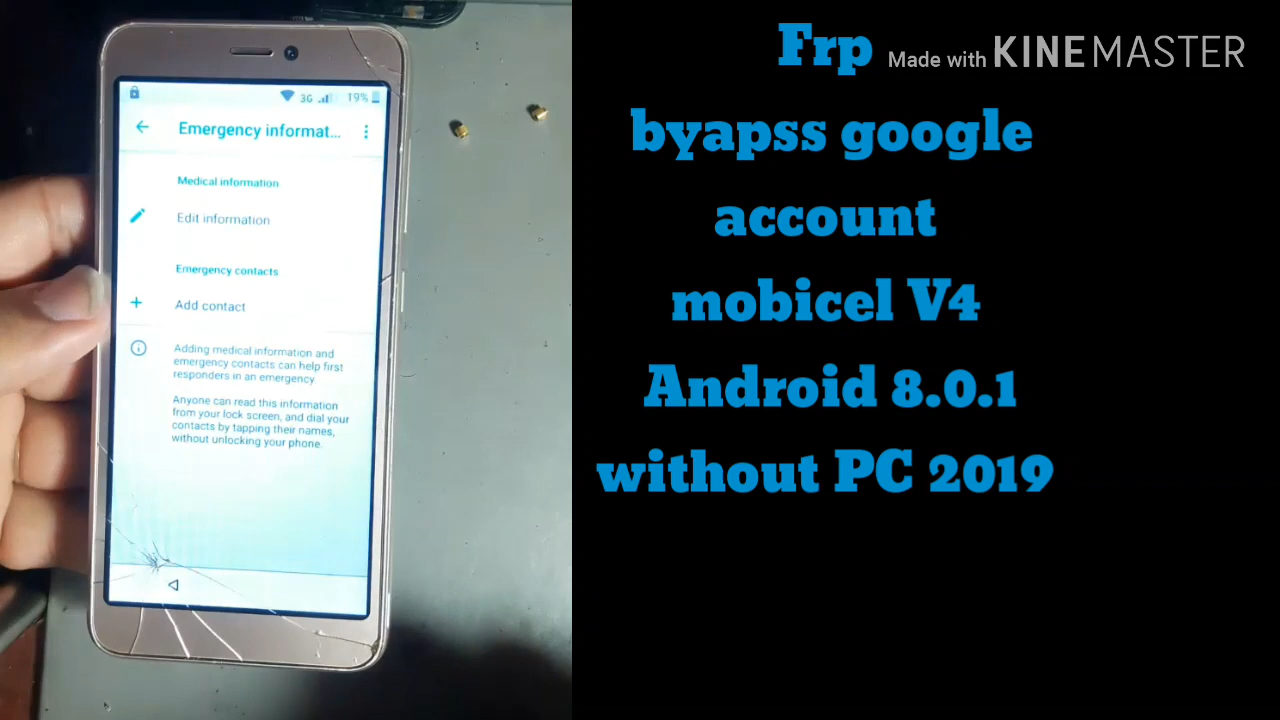 3G 19%
Emergency informat...
Medical information
Edit information
Emergency contacts
Add contact
Adding medical information and
emergency contacts can help first
responders in an emergency.
Anyone can read this information
from your lock screen, and dial your
contacts by tapping their names,
without unlocking your phone.
Frp
Made with KINEMASTER
byapss google
account
mobicel V4
Android 8.0.1
without PC 2019